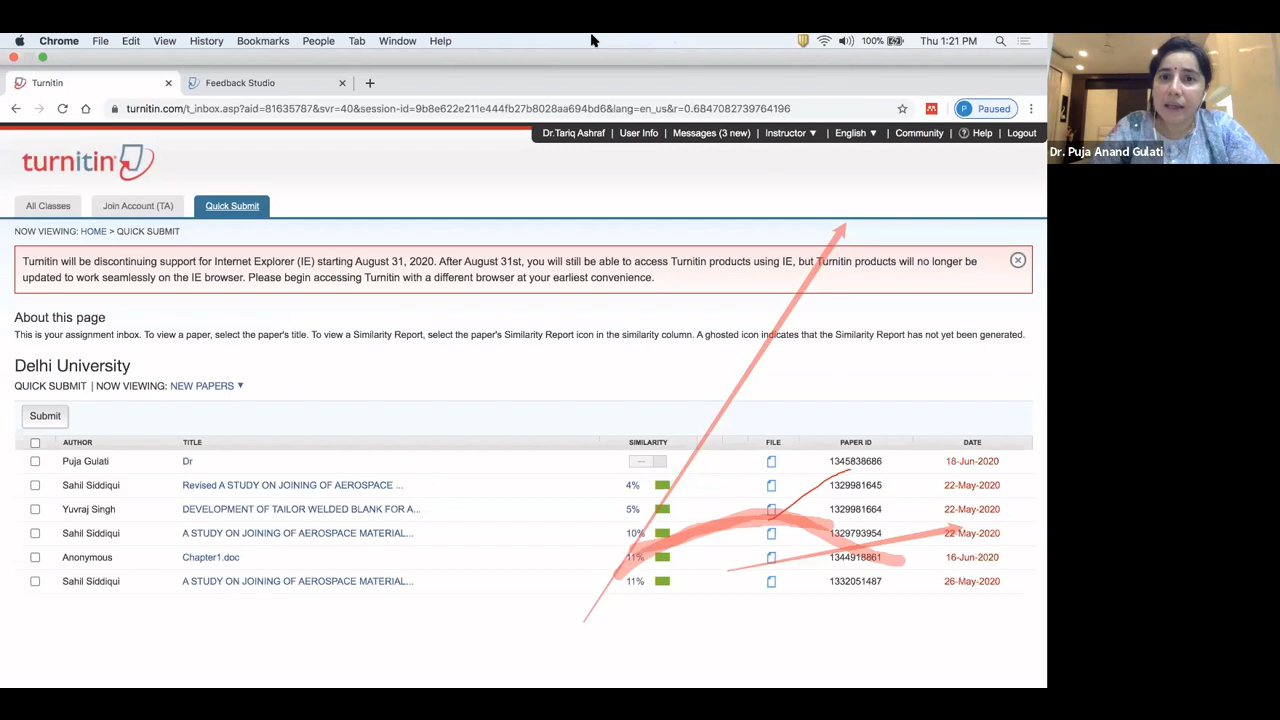 Chrome File Edit View History Bookmarks People Tab Window Help 100% Thu 1:21 PM
Turnitin Feedback Studio
turnitin.com/t_inbox.asp?aid=81635787&svr=40&session-id=9b8e622e211e444fb27b8028aa694bd6&lang=en_us&r=0.6847082739764196 P Paused
Dr.Tariq Ashraf | User Info | Messages (3 new) | Instructor ▼ | English ▼ | Community | ? Help | Logout
Dr. Puja Anand Gulati
turnitin
All Classes Join Account (TA) Quick Submit
NOW VIEWING: HOME > QUICK SUBMIT
Turnitin will be discontinuing support for Internet Explorer (IE) starting August 31, 2020. After August 31st, you will still be able to access Turnitin products using IE, but Turnitin products will no longer be
updated to work seamlessly on the IE browser. Please begin accessing Turnitin with a different browser at your earliest convenience.
About this page
This is your assignment inbox. To view a paper, select the paper's title. To view a Similarity Report, select the paper's Similarity Report icon in the similarity column. A ghosted icon indicates that the Similarity Report has not yet been generated.
Delhi University
QUICK SUBMIT | NOW VIEWING: NEW PAPERS ▼
Submit
AUTHOR TITLE SIMILARITY FILE PAPER ID DATE
Puja Gulati Dr -- 1345838686 18-Jun-2020
Sahil Siddiqui Revised A STUDY ON JOINING OF AEROSPACE ... 4% 1329981645 22-May-2020
Yuvraj Singh DEVELOPMENT OF TAILOR WELDED BLANK FOR A... 5% 1329981664 22-May-2020
Sahil Siddiqui A STUDY ON JOINING OF AEROSPACE MATERIAL... 10% 1329793954 22-May-2020
Anonymous Chapter1.doc 11% 1344918861 16-Jun-2020
Sahil Siddiqui A STUDY ON JOINING OF AEROSPACE MATERIAL... 11% 1332051487 26-May-2020